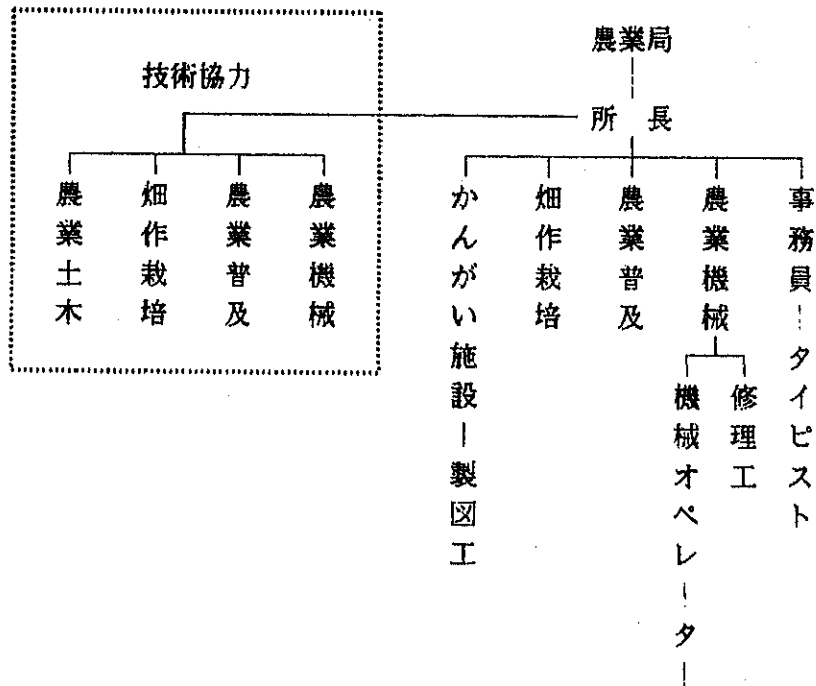 農業局
技術協力
所長
農業土木
畑作栽培
農業普及
農業機械
かんがい施設ー製図工
畑作栽培
農業普及
農業機械
事務員ータイピスト
機械オペレーター
修理工